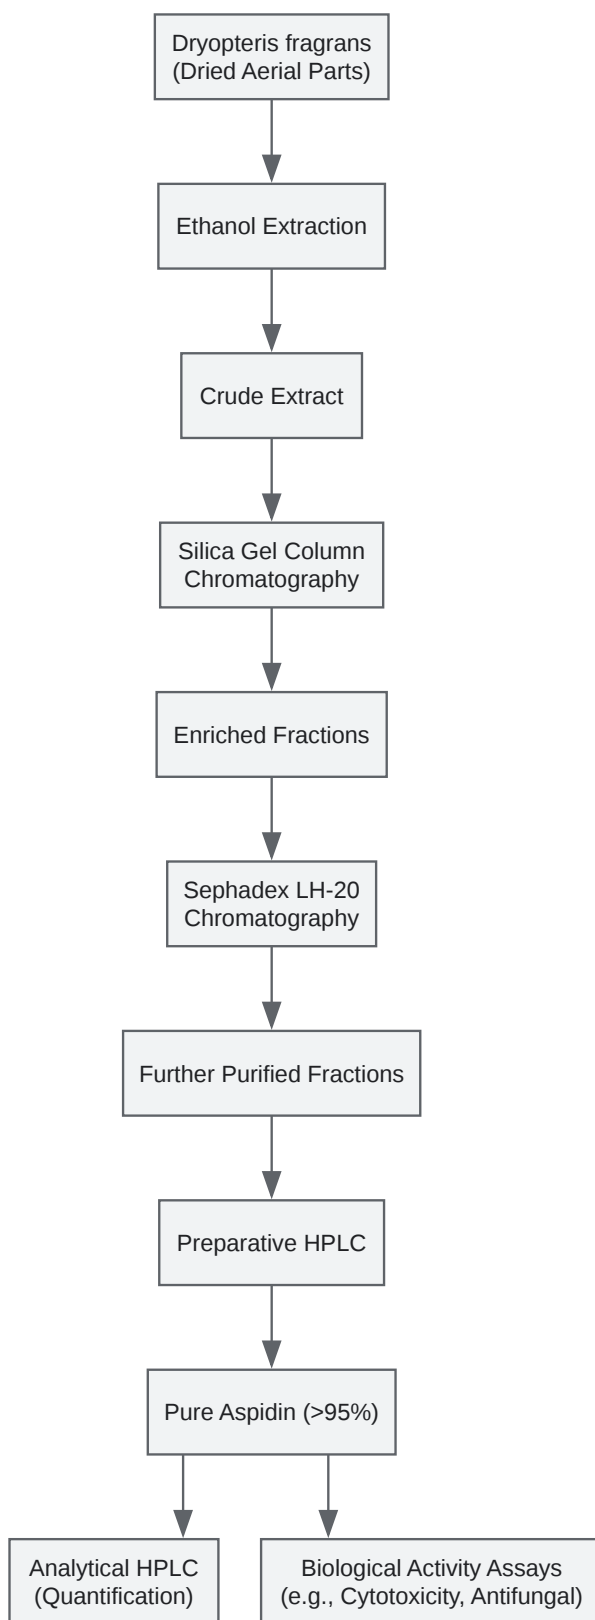 Dryopteris fragrans
(Dried Aerial Parts)
Ethanol Extraction
Crude Extract
Silica Gel Column
Chromatography
Enriched Fractions
Sephadex LH-20
Chromatography
Further Purified Fractions
Preparative HPLC
Pure Aspidin (>95%)
Analytical HPLC
(Quantification)
Biological Activity Assays
(e.g., Cytotoxicity, Antifungal)